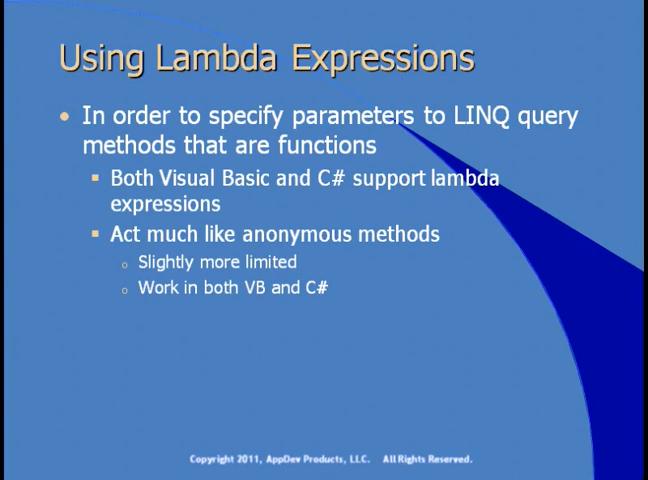 Using Lambda Expressions
• In order to specify parameters to LINQ query
methods that are functions
▪ Both Visual Basic and C# support lambda
expressions
▪ Act much like anonymous methods
o Slightly more limited
o Work in both VB and C#
Copyright 2011, AppDev Products, LLC. All Rights Reserved.